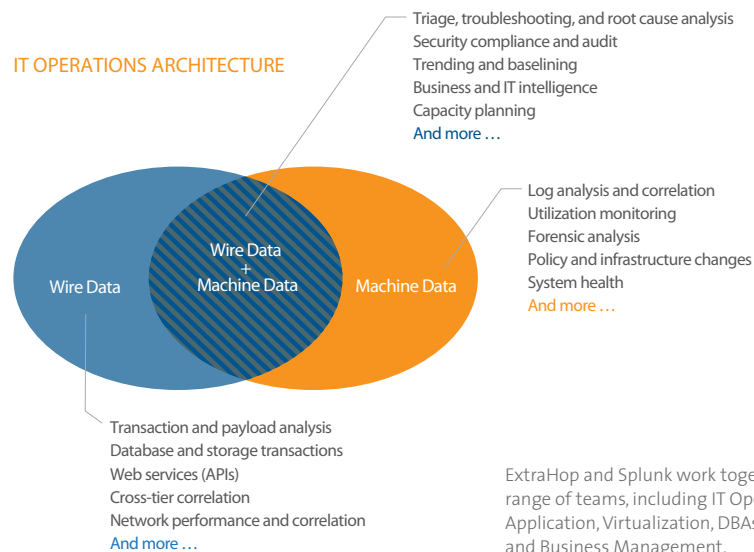 IT OPERATIONS ARCHITECTURE
Triage, troubleshooting, and root cause analysis
Security compliance and audit
Trending and baselining
Business and IT intelligence
Capacity planning
And more …
Wire Data
Wire Data
+
Machine Data
Machine Data
Log analysis and correlation
Utilization monitoring
Forensic analysis
Policy and infrastructure changes
System health
And more …
Transaction and payload analysis
Database and storage transactions
Web services (APIs)
Cross-tier correlation
Network performance and correlation
And more …
ExtraHop and Splunk work
range of teams, including IT
Application, Virtualization, DBAs
and Business Management.